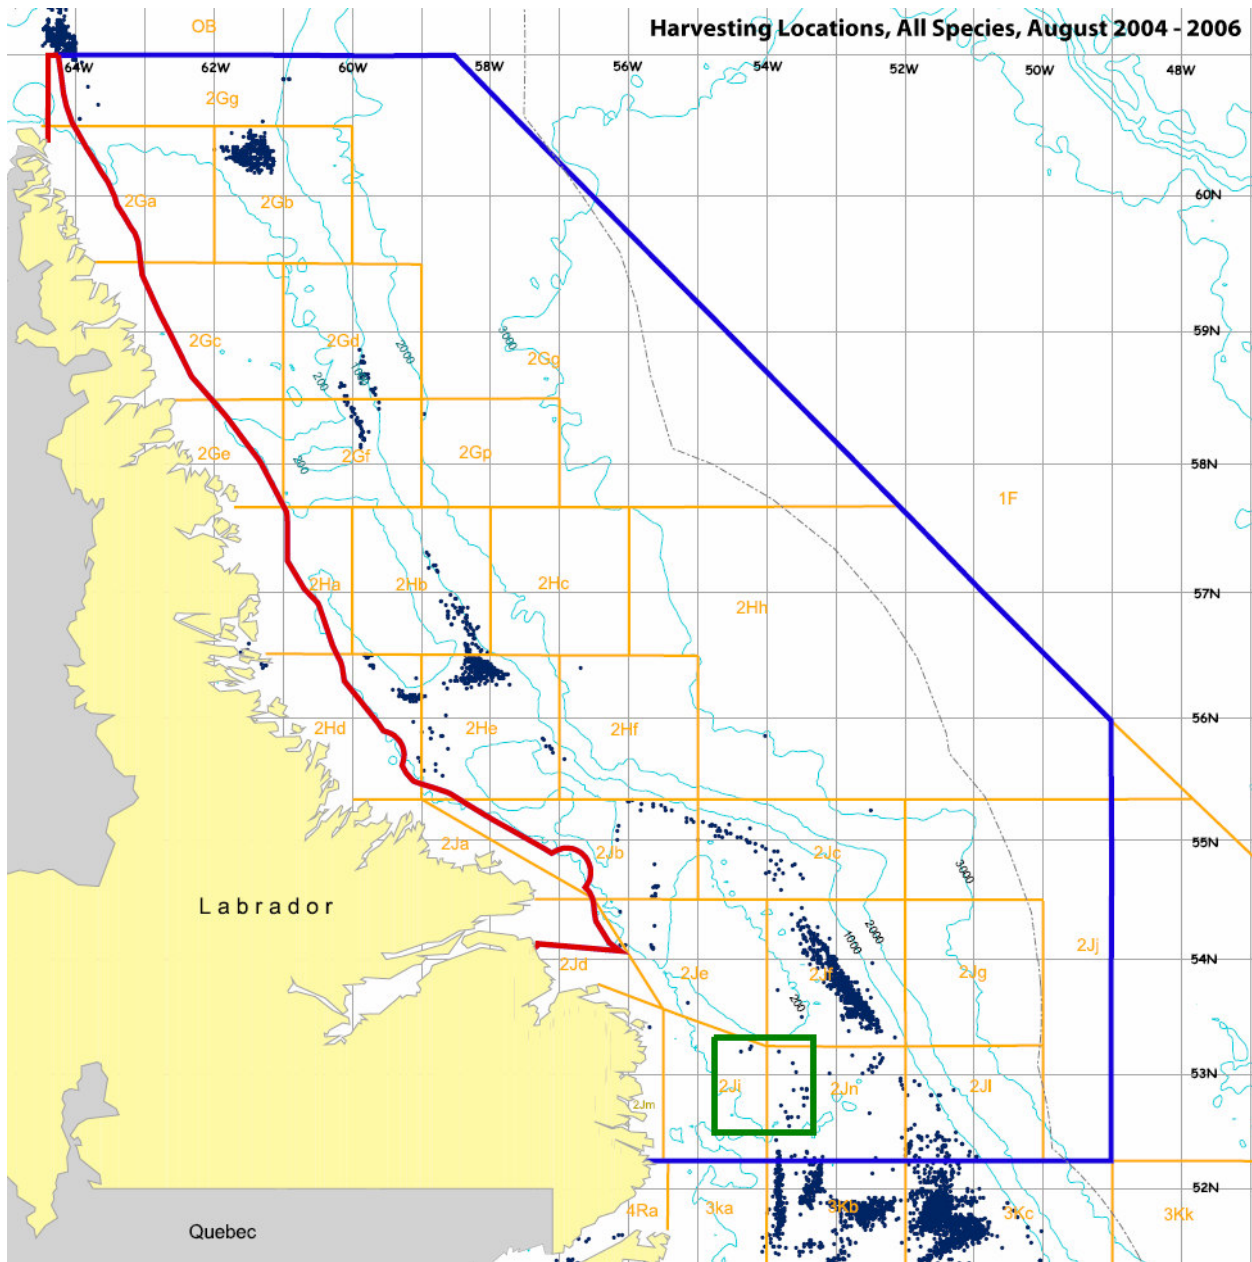 OB
Harvesting Locations, All Species, August 2004 - 2006
64W 62W 60W 58W 56W 54W 52W 50W 48W
2Gg
2Ga 2Gb 60N
59N
2Gc 2Gd 2000 3000 2Gg
200 1000
2Ge 200 2Gf 2Gp 58N
1F
2Ha 2Hb 2Hc 57N
2Hh
2Hd 2He 2Hf 56N
2Ja 2Jb 2Jc 55N
3000
Labrador
2000
1000 2Jj
2Jd 2Je 2Jf 2Jg 54N
200
2Ji 2Jn 2Jl 53N
2Jm
52N
4Ra 3ka 3Kb 3Kc 3Kk
Quebec